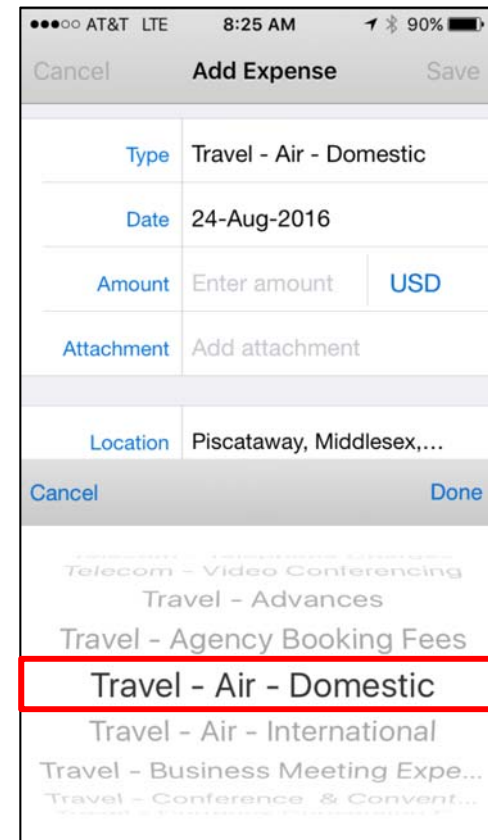 AT&T LTE 8:25 AM 90%
Cancel Add Expense Save
Type Travel - Air - Domestic
Date 24-Aug-2016
Amount Enter amount USD
Attachment Add attachment
Location Piscataway, Middlesex,...
Cancel Done
Telecom - Video Conferencing
Travel - Advances
Travel - Agency Booking Fees
Travel - Air - Domestic
Travel - Air - International
Travel - Business Meeting Expe...
Travel - Conference & Convent...